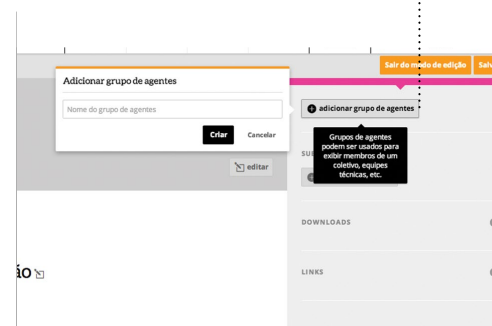 Sair do modo de edição
Adicionar grupo de agentes
Nome do grupo de agentes
Criar
Cancelar
adicionar grupo de agentes
Grupos de agentes
podem ser usados para
exibir membros de um
coletivo, equipes
técnicas, etc.
editar
DOWNLOADS
LINKS